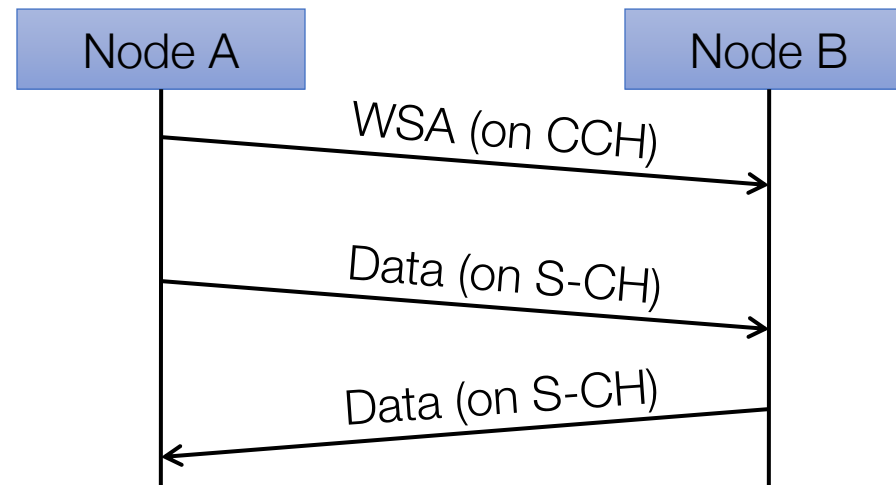 Node A
Node B
WSA (on CCH)
Data (on S-CH)
Data (on S-CH)